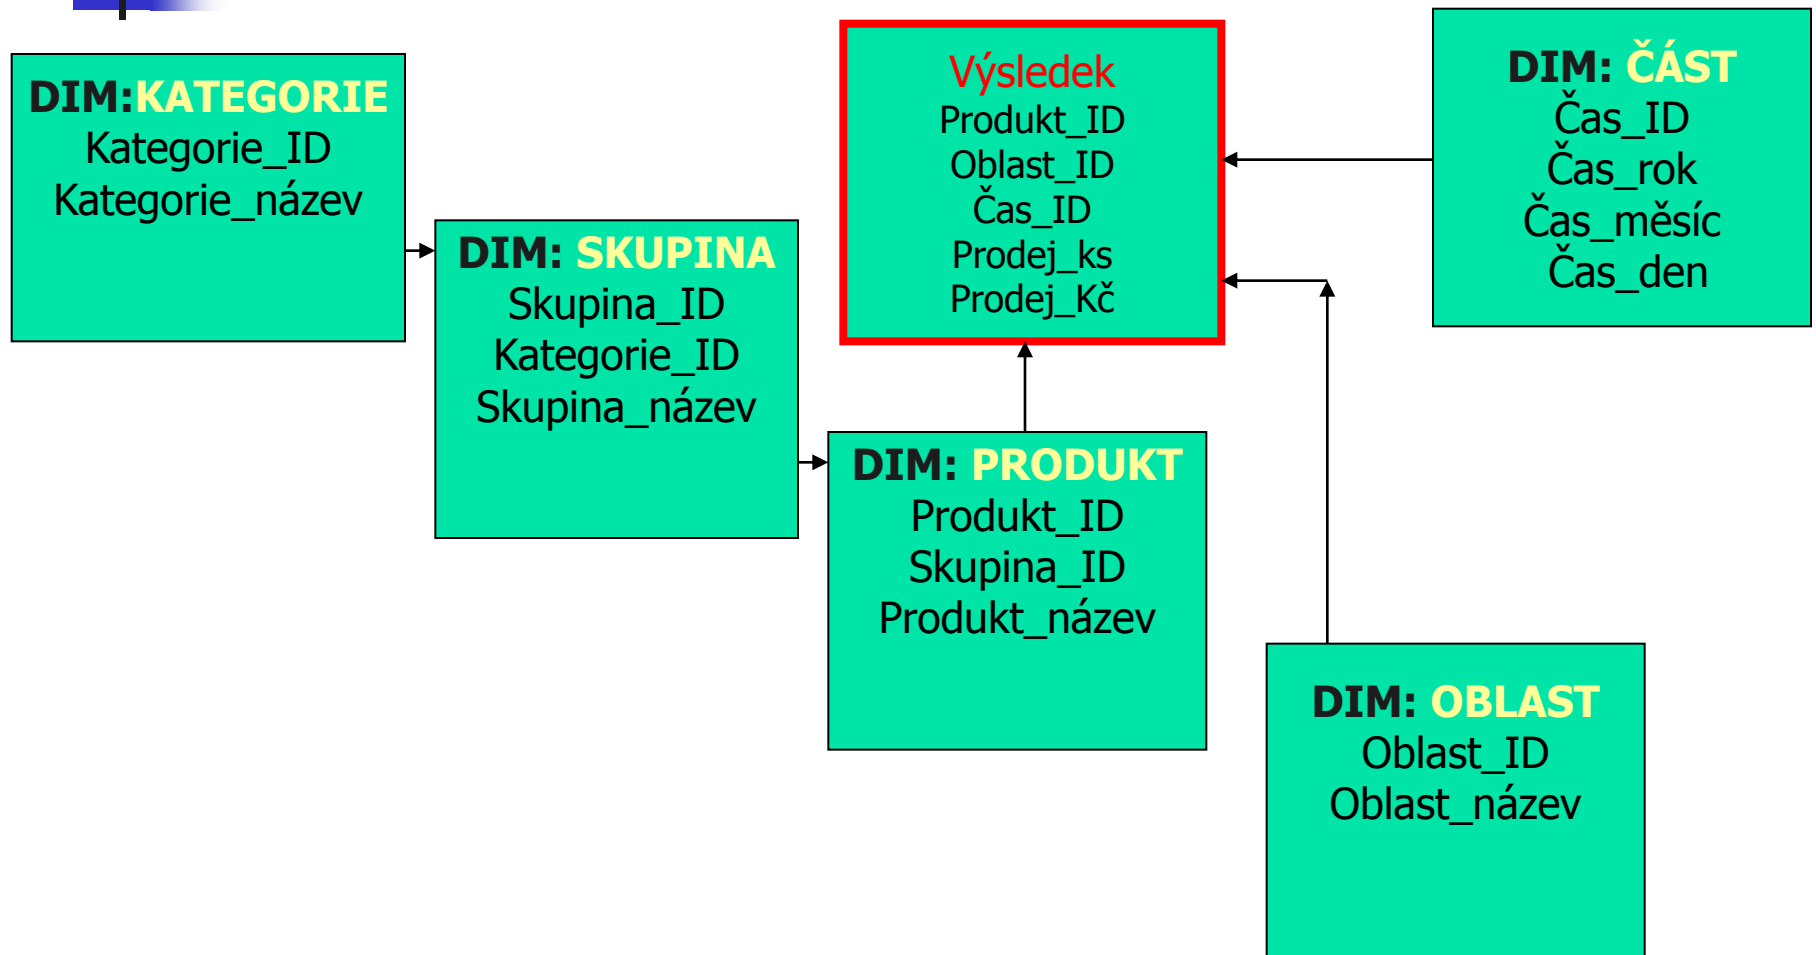 DIM:KATEGORIE
Kategorie_ID
Kategorie_název
DIM: SKUPINA
Skupina_ID
Kategorie_ID
Skupina_název
Výsledek
Produkt_ID
Oblast_ID
Čas_ID
Prodej_ks
Prodej_Kč
DIM: PRODUKT
Produkt_ID
Skupina_ID
Produkt_název
DIM: ČÁST
Čas_ID
Čas_rok
Čas_měsíc
Čas_den
DIM: OBLAST
Oblast_ID
Oblast_název